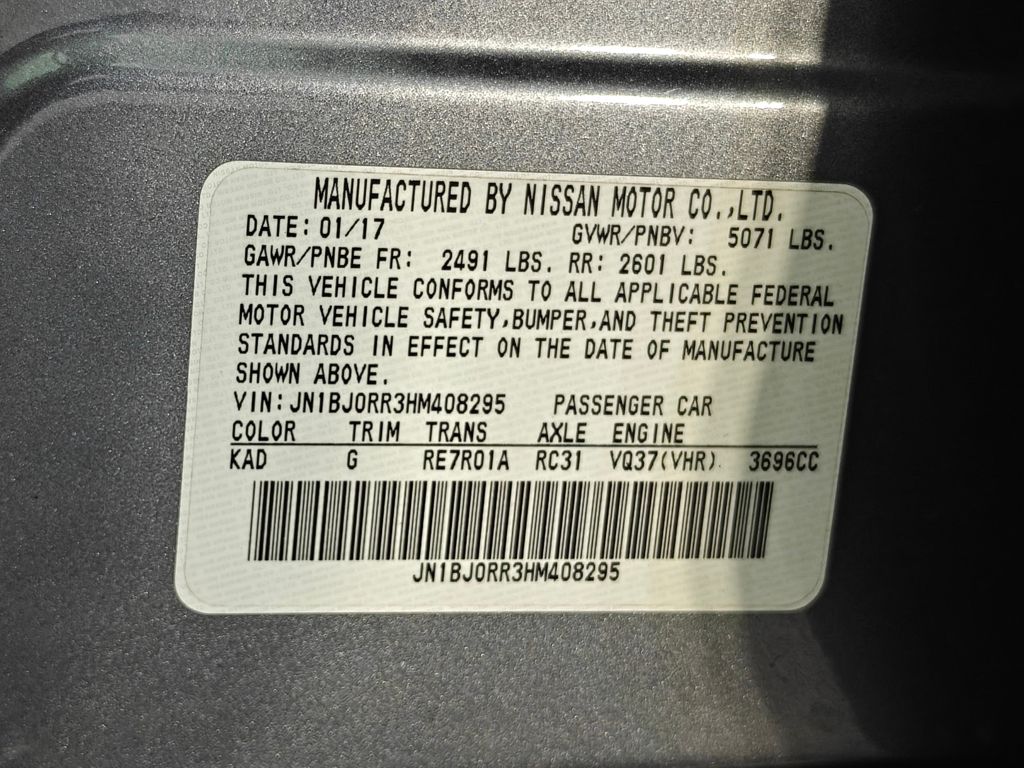 MANUFACTURED BY NISSAN MOTOR CO.,LTD.
DATE: 01/17 GVWR/PNBV: 5071 LBS.
GAWR/PNBE FR: 2491 LBS. RR: 2601 LBS.
THIS VEHICLE CONFORMS TO ALL APPLICABLE FEDERAL
MOTOR VEHICLE SAFETY,BUMPER,AND THEFT PREVENTION
STANDARDS IN EFFECT ON THE DATE OF MANUFACTURE
SHOWN ABOVE.
VIN:JN1BJ0RR3HM408295 PASSENGER CAR
COLOR TRIM TRANS AXLE ENGINE
KAD G RE7R01A RC31 VQ37(VHR) 3696CC
JN1BJ0RR3HM408295